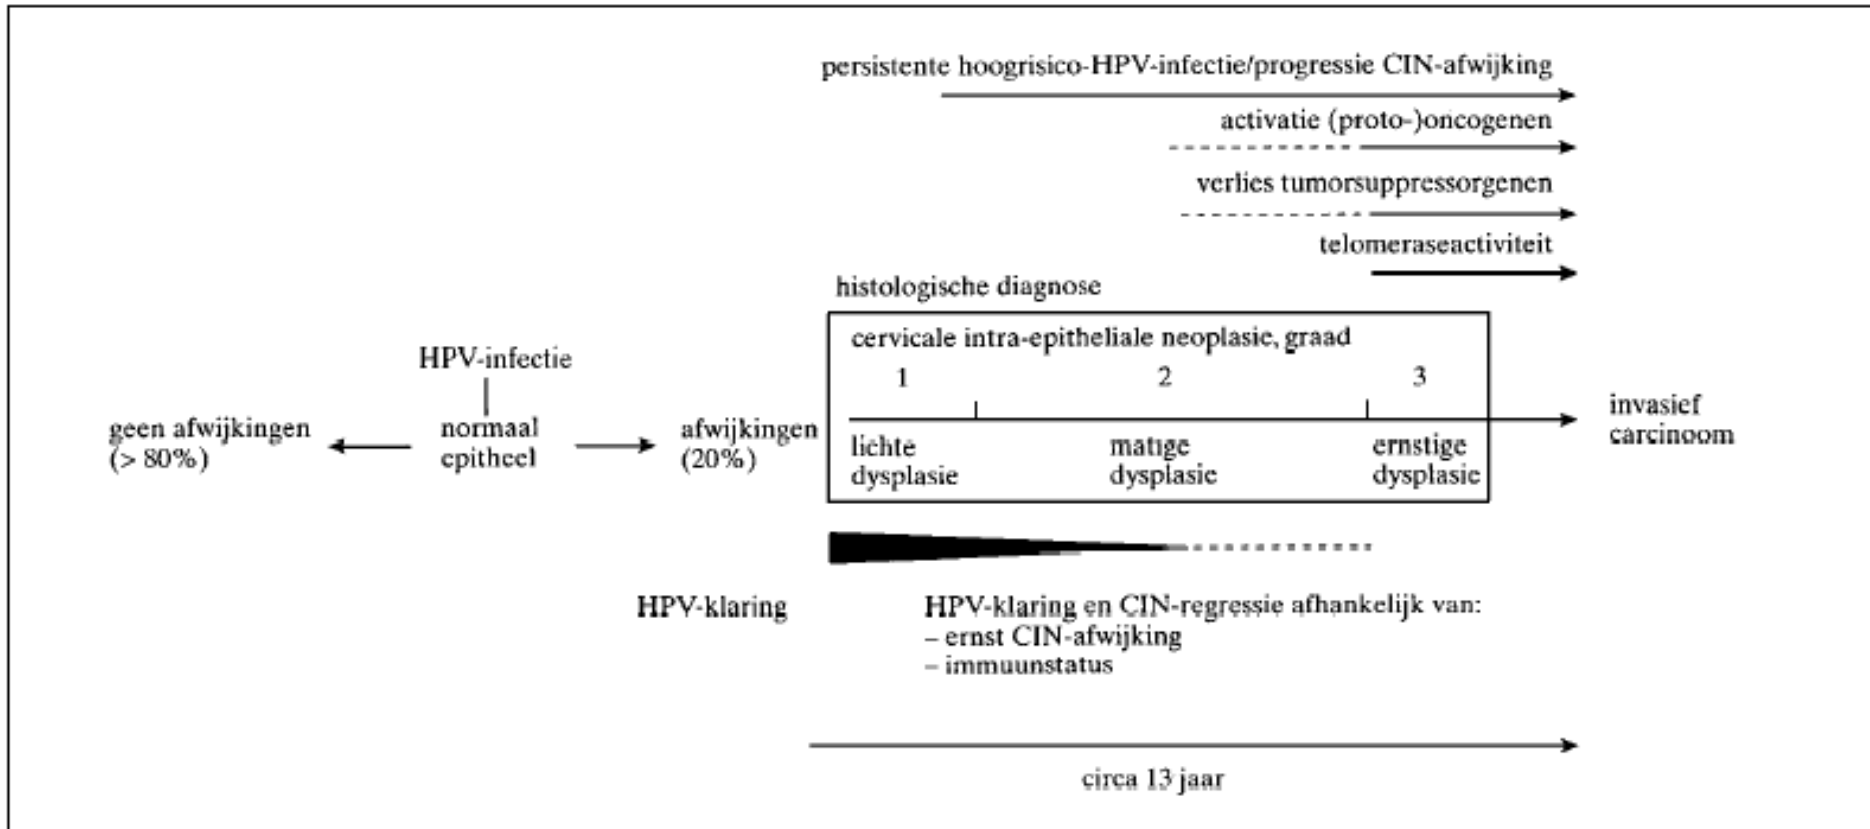 persistente hoogrisico-HPV-infectie/progressie CIN-afwijking
activatie (proto-)oncogenen
verlies tumorsuppressorgenen
telomeraseactiviteit
histologische diagnose
cervicale intra-epitheliale neoplasie, graad
1 2 3
HPV-infectie
geen afwijkingen
(> 80%)
normaal
epitheel
afwijkingen
(20%)
lichte
dysplasie
matige
dysplasie
ernstige
dysplasie
invasief
carcinoom
HPV-klaring
HPV-klaring en CIN-regressie afhankelijk van:
– ernst CIN-afwijking
– immuunstatus
circa 13 jaar